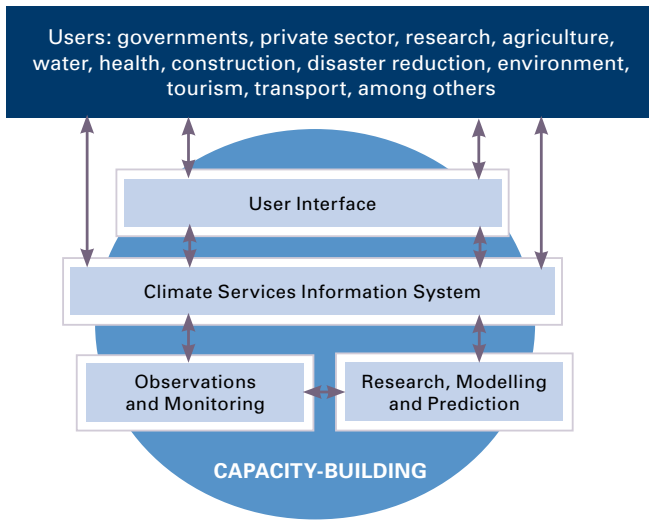 Users: governments, private sector, research, agriculture,
water, health, construction, disaster reduction, environment,
tourism, transport, among others
User Interface
Climate Services Information System
Observations
and Monitoring
Research, Modelling
and Prediction
CAPACITY-BUILDING